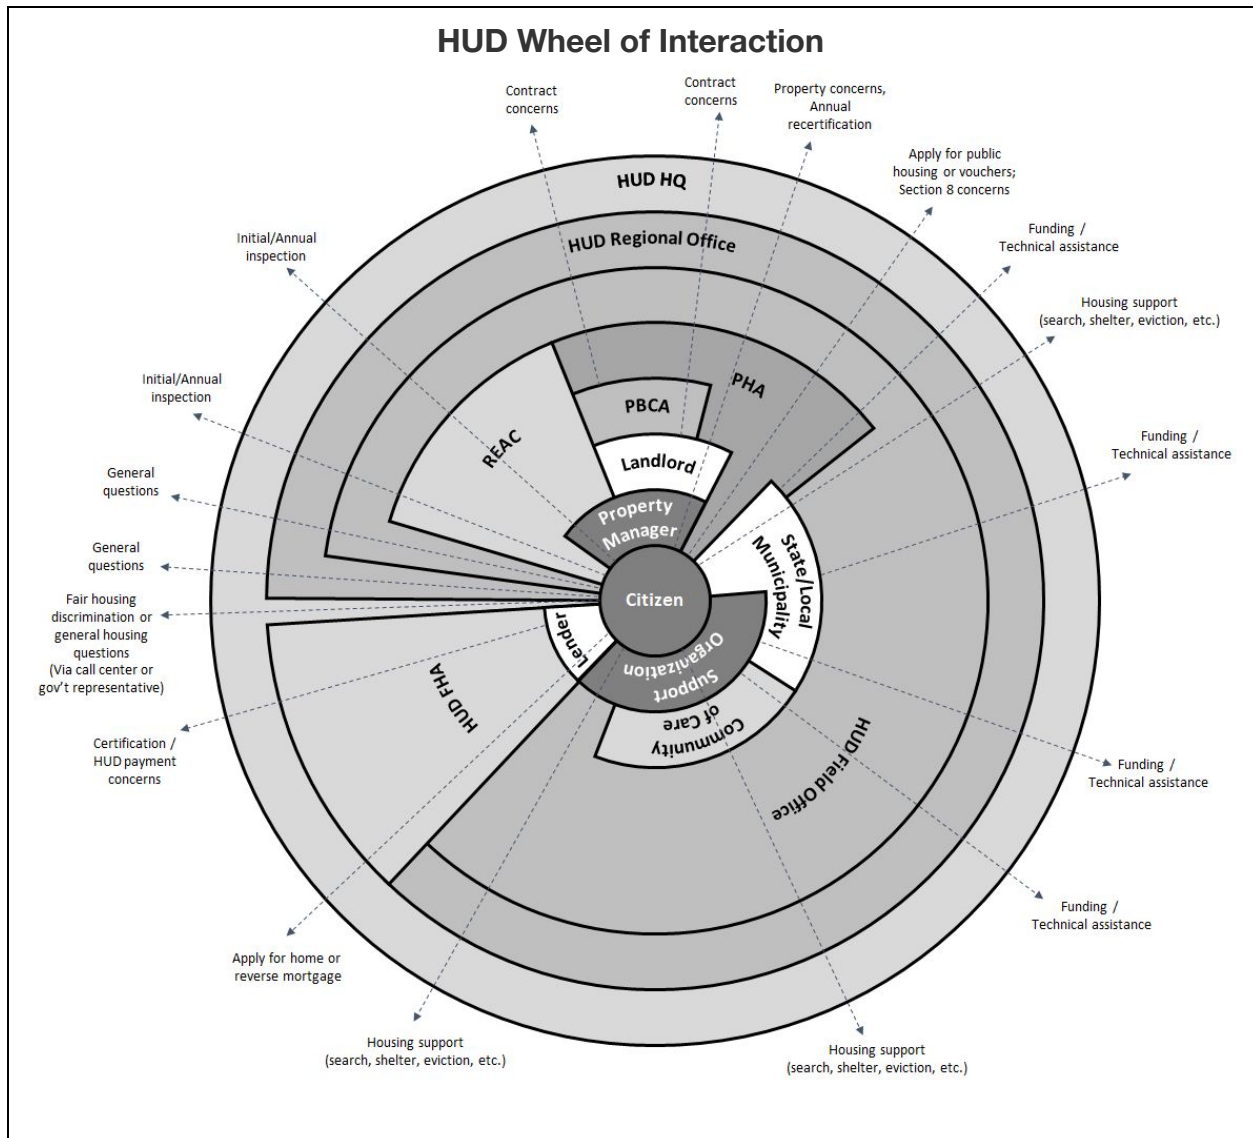 HUD Wheel of Interaction
Contract
concerns
Contract
concerns
Property concerns,
Annual
recertification
Apply for public
housing or vouchers;
Section 8 concerns
Funding /
Technical assistance
Housing support
(search, shelter, eviction, etc.)
Funding /
Technical assistance
Funding /
Technical assistance
Funding /
Technical assistance
Housing support
(search, shelter, eviction, etc.)
Housing support
(search, shelter, eviction, etc.)
Apply for home or
reverse mortgage
Certification /
HUD payment
concerns
Fair housing
discrimination or
general housing
questions
(Via call center or
gov't representative)
General
questions
General
questions
Initial/Annual
inspection
Initial/Annual
inspection
HUD HQ
HUD Regional Office
REAC
PHA
PBCA
Landlord
Property
Manager
Citizen
State/Local
Municipality
Support
Organization
Community
of Care
HUD Field Office
Lender
HUD FHA